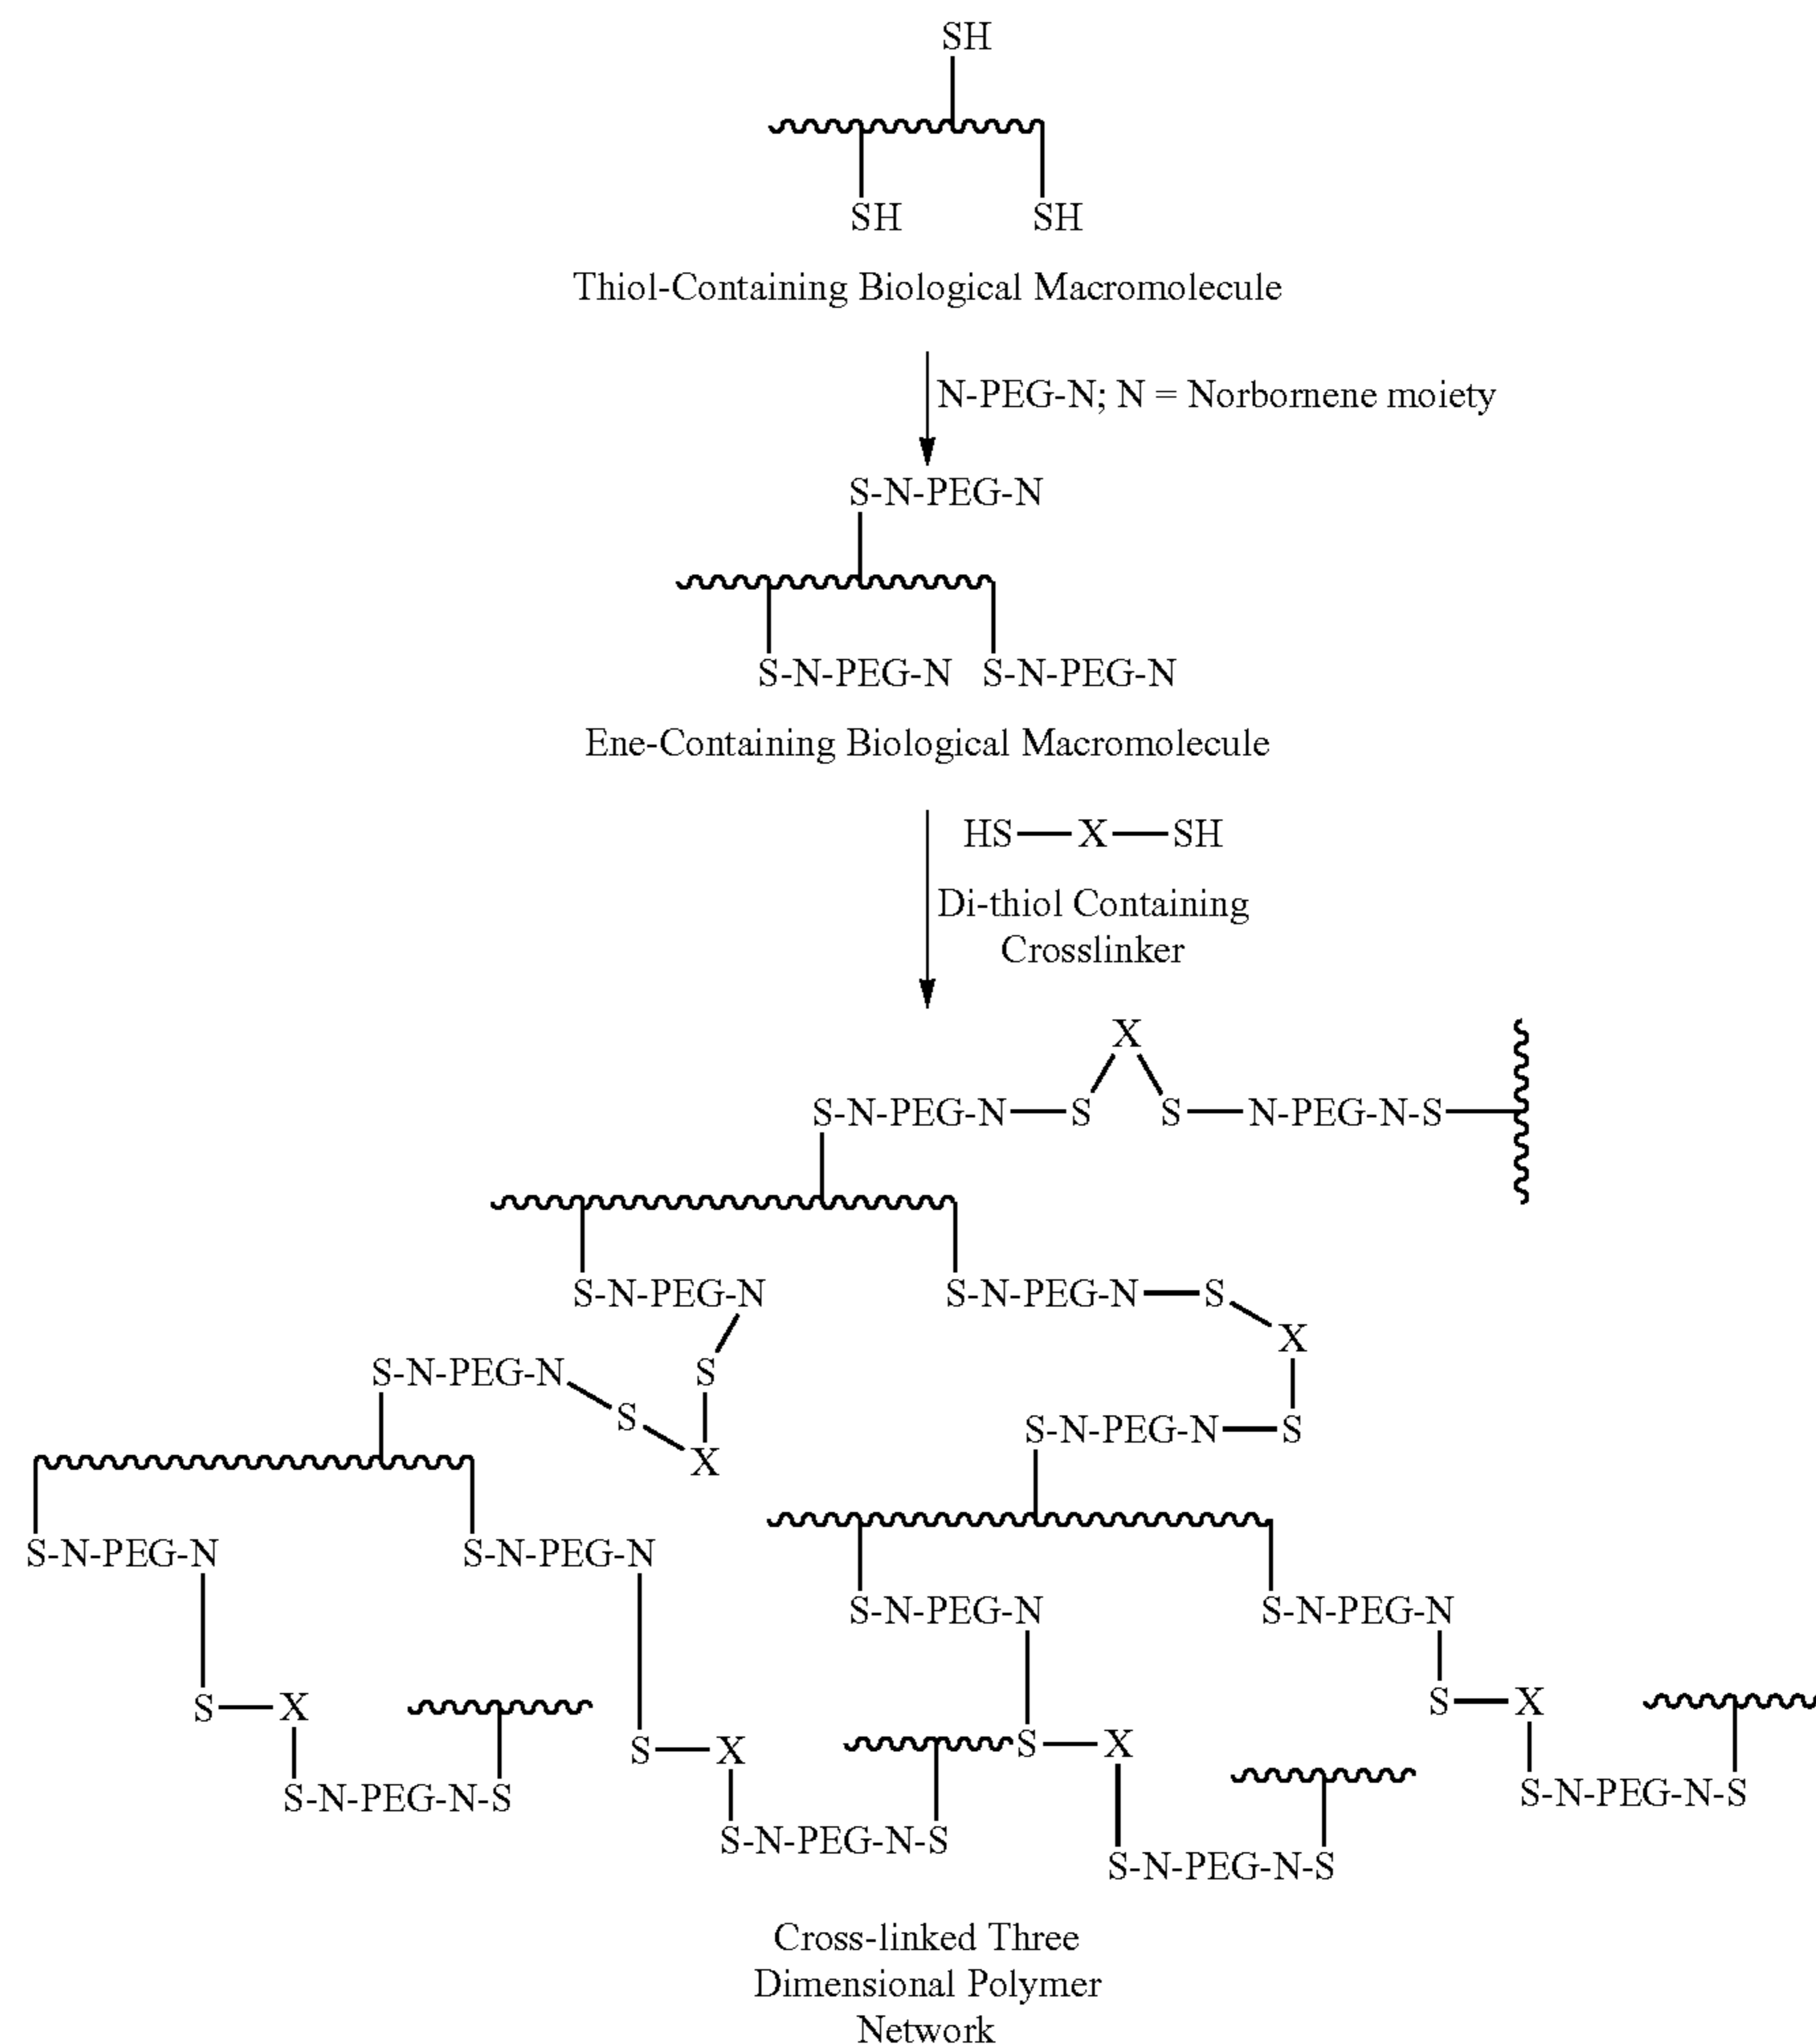 SH
SH SH
Thiol-Containing Biological Macromolecule
N-PEG-N; N = Norbornene moiety
S-N-PEG-N
S-N-PEG-N S-N-PEG-N
Ene-Containing Biological Macromolecule
HS X SH
Di-thiol Containing
Crosslinker
X
S-N-PEG-N S S N-PEG-N-S
S-N-PEG-N S-N-PEG-N S
X
S-N-PEG-N S
S
S-N-PEG-N S
X
S-N-PEG-N S-N-PEG-N
S-N-PEG-N S-N-PEG-N
S X
S X
S X
S X
S-N-PEG-N-S
S-N-PEG-N-S
S-N-PEG-N-S
S-N-PEG-N-S
Cross-linked Three
Dimensional Polymer
Network